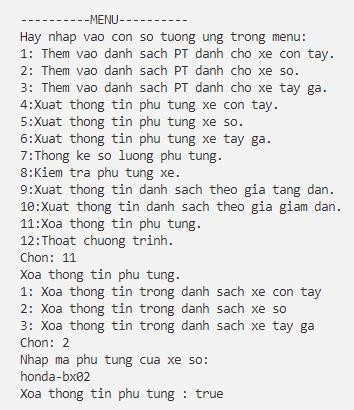 ----------MENU----------
Hay nhap vao con so tuong ung trong menu:
1: Them vao danh sach PT danh cho xe con tay.
2: Them vao danh sach PT danh cho xe so.
3: Them vao danh sach PT danh cho xe tay ga.
4:Xuat thong tin phu tung xe con tay.
5:Xuat thong tin phu tung xe so.
6:Xuat thong tin phu tung xe tay ga.
7:Thong ke so luong phu tung.
8:Kiem tra phu tung xe.
9:Xuat thong tin danh sach theo gia tang dan.
10:Xuat thong tin danh sach theo gia giam dan.
11:Xoa thong tin phu tung.
12:Thoat chuong trinh.
Chon: 11
Xoa thong tin phu tung.
1: Xoa thong tin trong danh sach xe con tay
2: Xoa thong tin trong danh sach xe so
3: Xoa thong tin trong danh sach xe tay ga
Chon: 2
Nhap ma phu tung cua xe so:
honda-bx02
Xoa thong tin phu tung : true